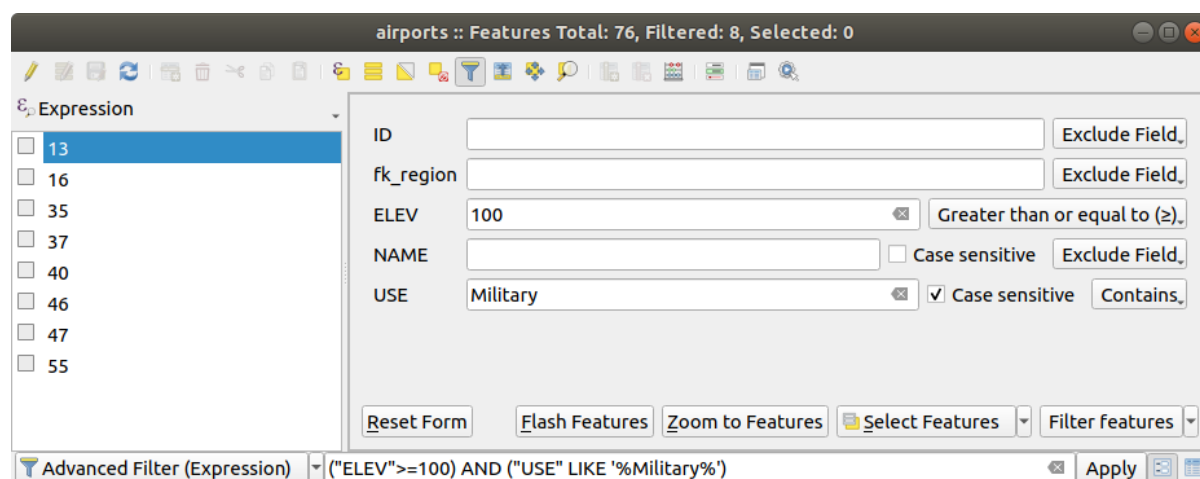 airports :: Features Total: 76, Filtered: 8, Selected: 0
Expression
13
16
35
37
40
46
47
55
ID Exclude Field
fk_region Exclude Field
ELEV 100 Greater than or equal to (≥)
NAME Case sensitive Exclude Field
USE Military Case sensitive Contains
Reset Form Flash Features Zoom to Features Select Features Filter features
Advanced Filter (Expression) ("ELEV">=100) AND ("USE" LIKE '%Military%') Apply